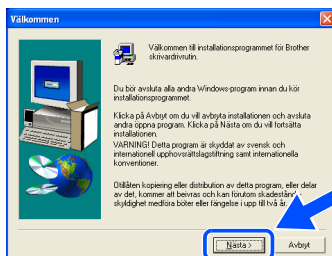 Välkommen
Välkommen till installationsprogrammet för Brother
skrivardrivrutin.
Du bör avsluta alla andra Windows-program innan du kör
installationsprogrammet.
Klicka på Avbryt om du vill avbryta installationen och avsluta
andra öppna program. Klicka på Nästa om du vill fortsätta
installationen.
VARNING! Detta program är skyddat av svensk och
internationell upphovsrättslagstiftning samt internationella
konventioner.
Otillåten kopiering eller distribution av detta program, eller delar
av det, kommer att beivras och kan förutom skadestånds-
skyldighet medföra böter eller fängelse i upp till två år.
Nästa >
Avbryt